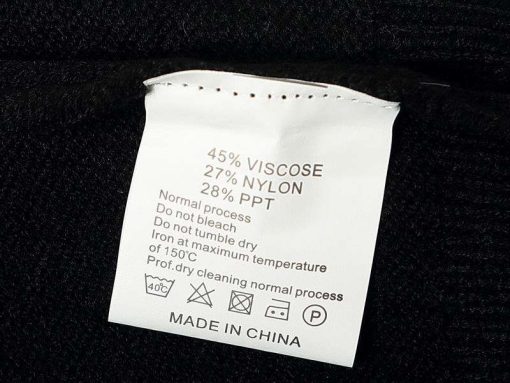 45% VISCOSE
27% NYLON
28% PPT
Normal process
Do not bleach
Do not tumble dry
Iron at maximum temperature
of 150℃
Prof.dry cleaning normal process
40℃ P
MADE IN CHINA